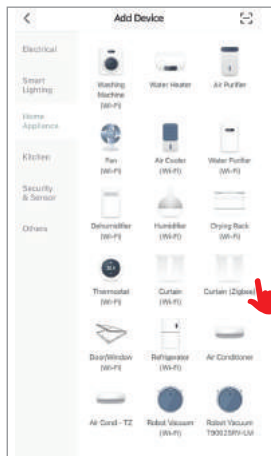 Add Device
Electrical
Smart
Lighting
Home
Appliance
Kitchen
Security
& Sensor
Others
Washing
Machine
(Wi-Fi)
Water Heater
Air Purifier
Fan
(Wi-Fi)
Air Cooler
(Wi-Fi)
Water Purifier
(Wi-Fi)
Dehumidifier
(Wi-Fi)
Humidifier
(Wi-Fi)
Drying Rack
(Wi-Fi)
Thermostat
(Wi-Fi)
Curtain
(Wi-Fi)
Curtain (Zigbee)
Door/Window
(Wi-Fi)
Refrigerator
(Wi-Fi)
Air Conditioner
Air Cond - TZ
Robot Vacuum
(Wi-Fi)
Robot Vacuum